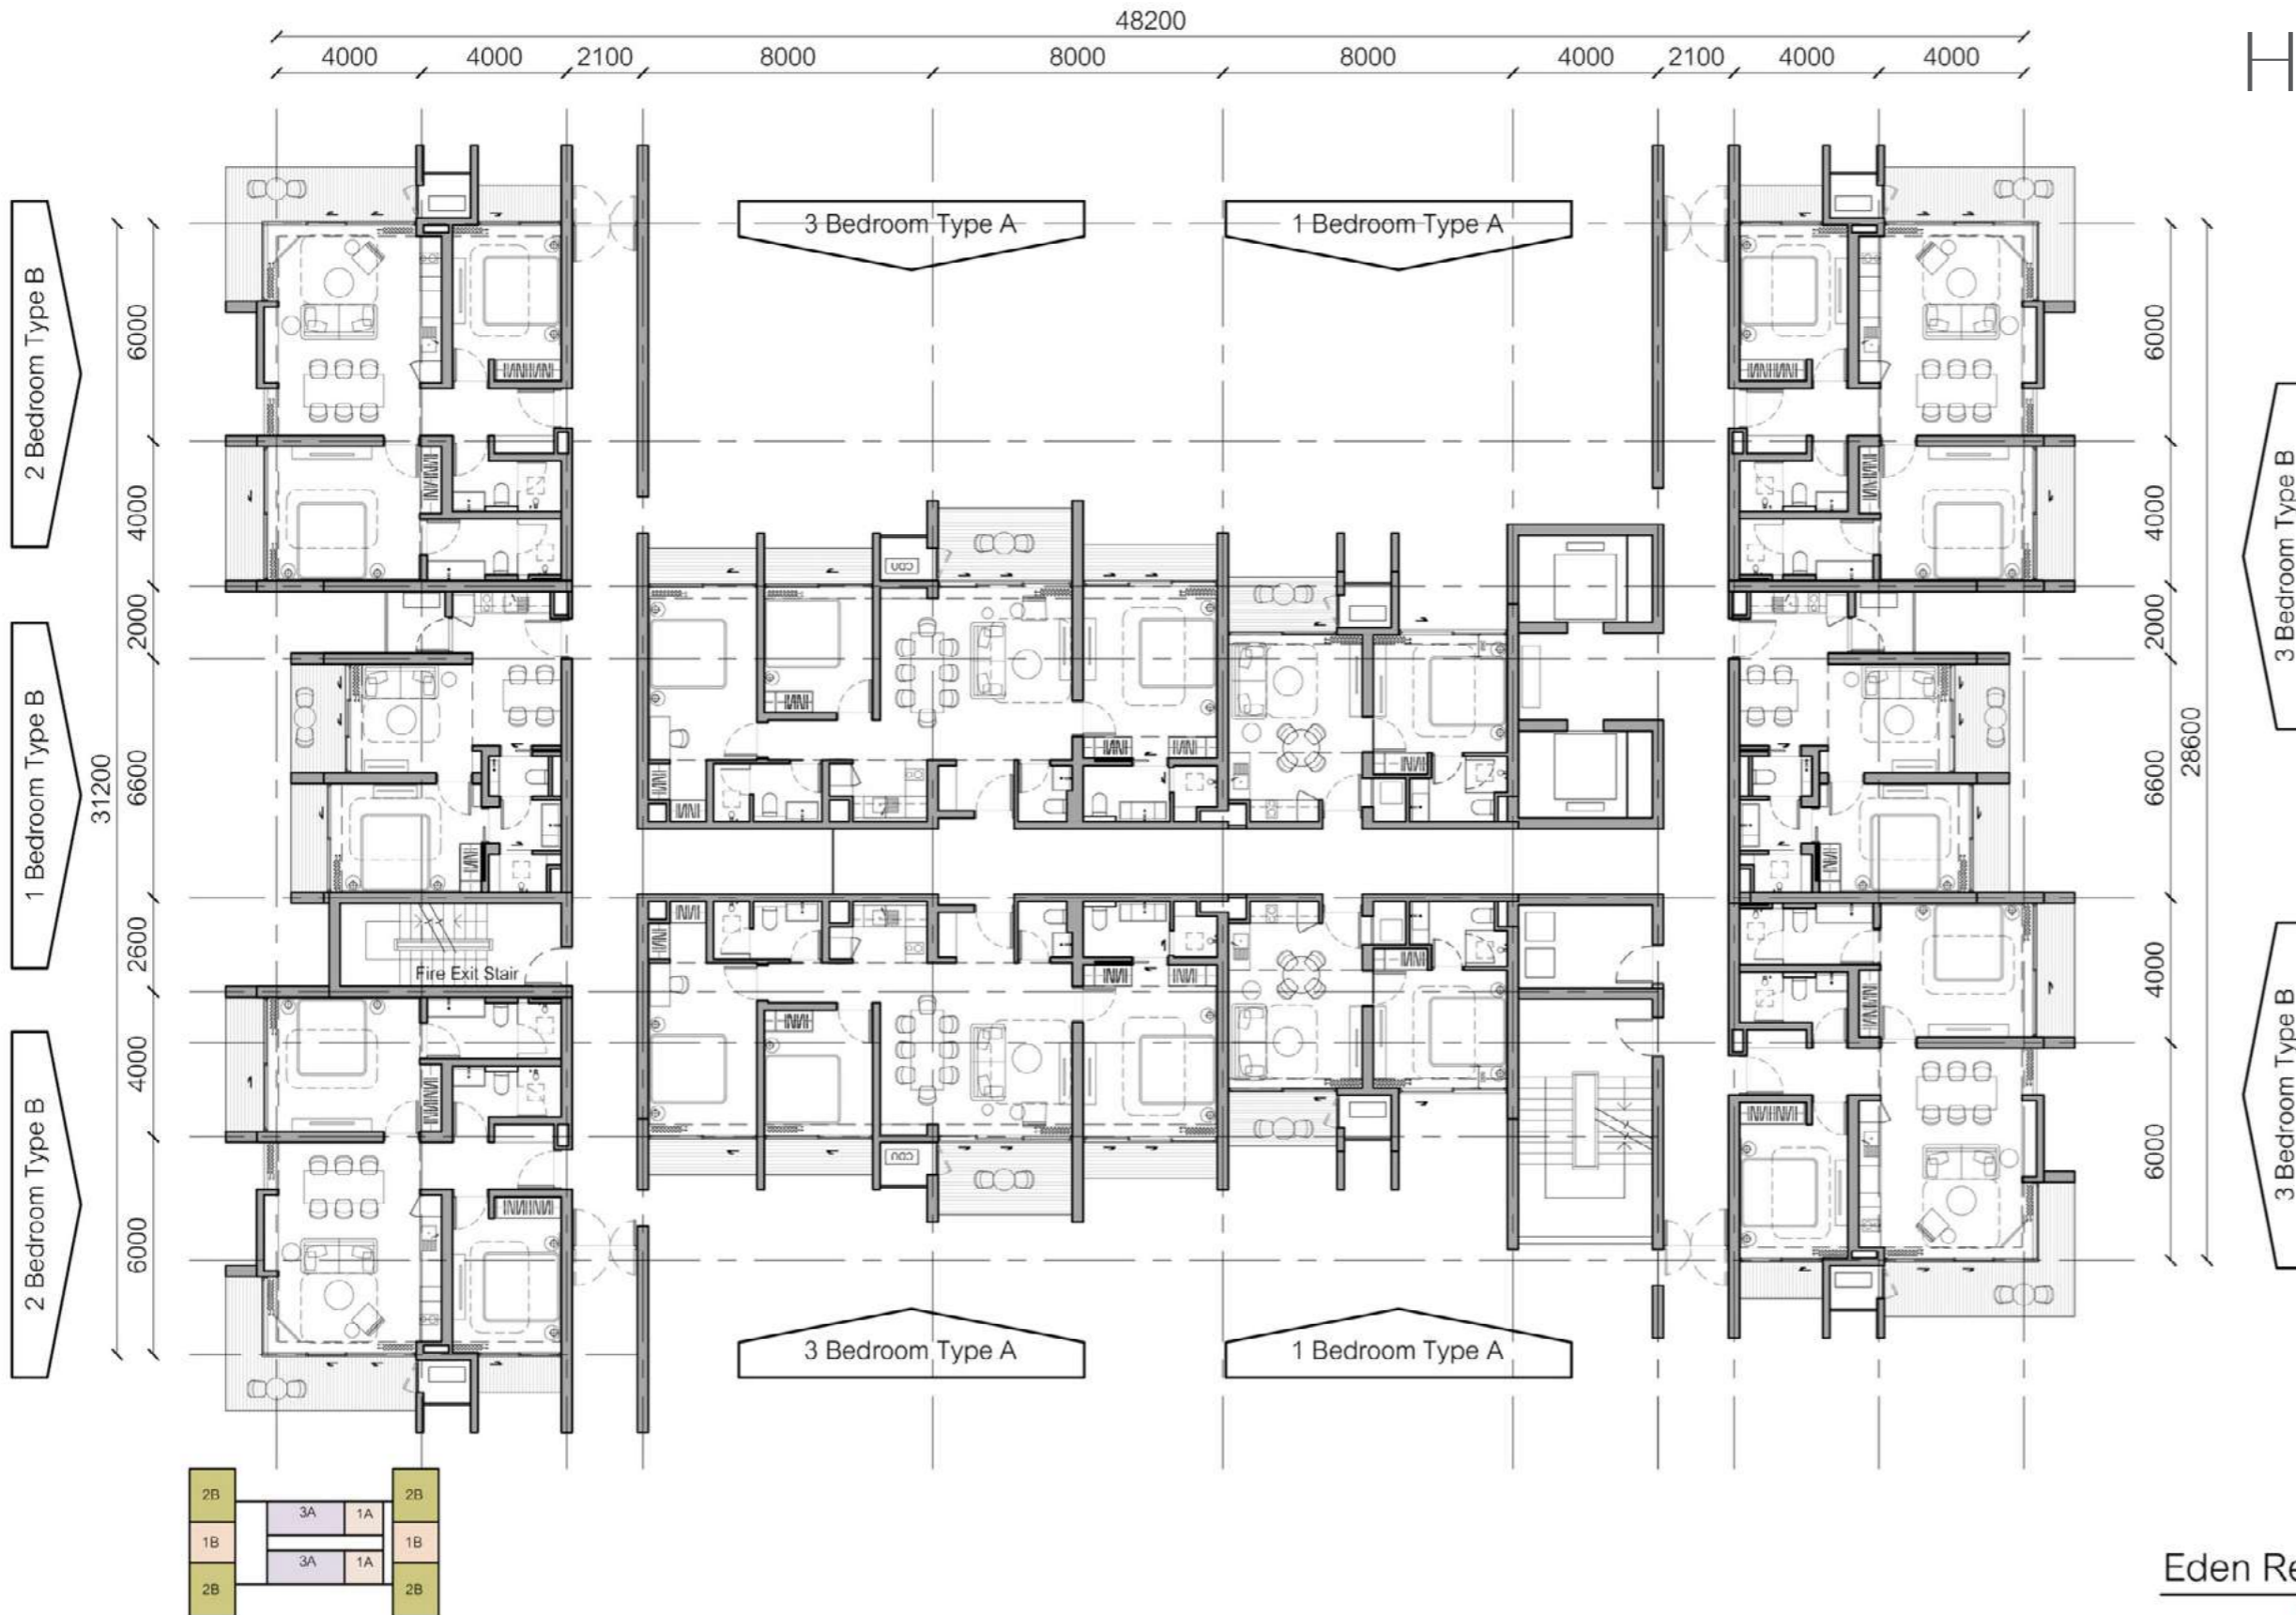 48200
4000 4000 2100 8000 8000 8000 4000 2100 4000 4000
H
3 Bedroom Type A
1 Bedroom Type A
2 Bedroom Type B
1 Bedroom Type B
2 Bedroom Type B
31200
6000
4000
2000
6600
2600
4000
6000
CDU
Fire Exit Stair
CDU
6000
4000
2000
6600
4000
6000
28600
3 Bedroom Type B
3 Bedroom Type B
3 Bedroom Type A
1 Bedroom Type A
2B 2B
3A 1A
1B 1B
3A 1A
2B 2B
Eden Re